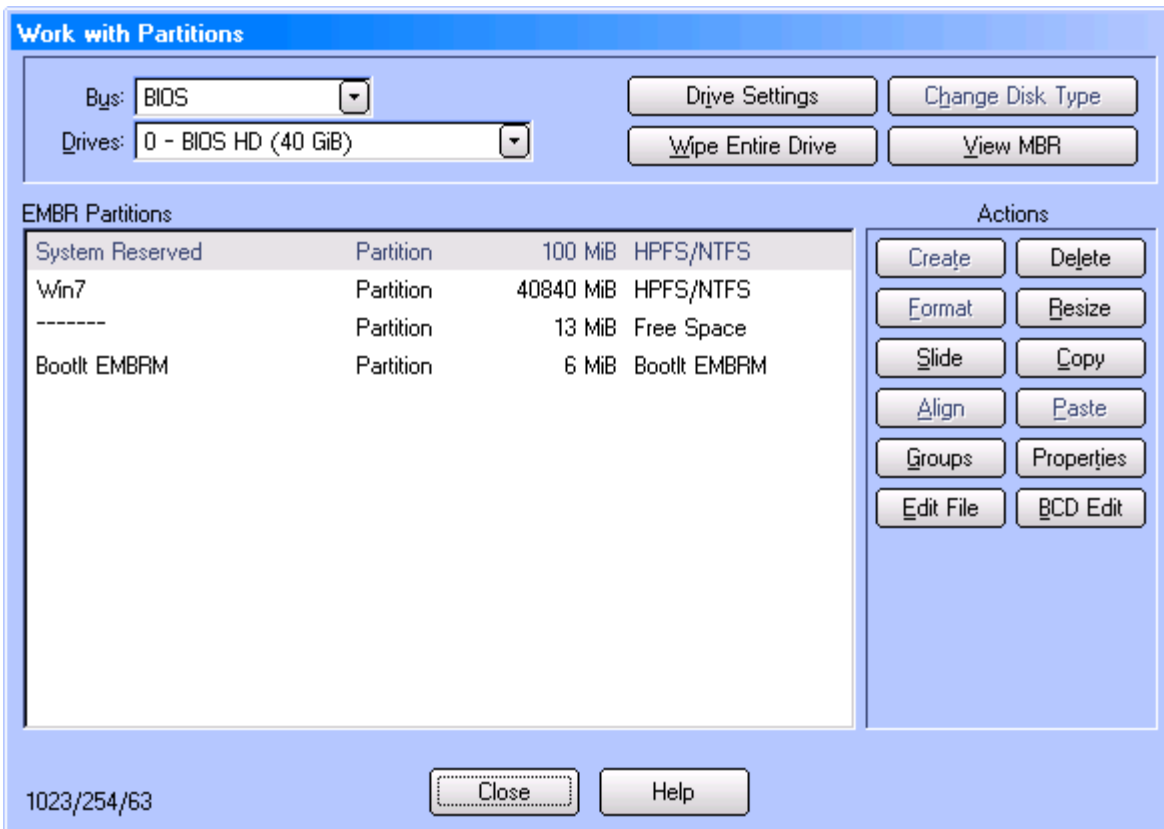 Work with Partitions
Bus: BIOS
Drive Settings Change Disk Type
Drives: 0 - BIOS HD (40 GiB)
Wipe Entire Drive View MBR
EMBR Partitions
Actions
System Reserved Partition 100 MiB HPFS/NTFS
Create Delete
Win7 Partition 40840 MiB HPFS/NTFS
Format Resize
------- Partition 13 MiB Free Space
BootIt EMBRM Partition 6 MiB BootIt EMBRM
Slide Copy
Align Paste
Groups Properties
Edit File BCD Edit
1023/254/63
Close Help